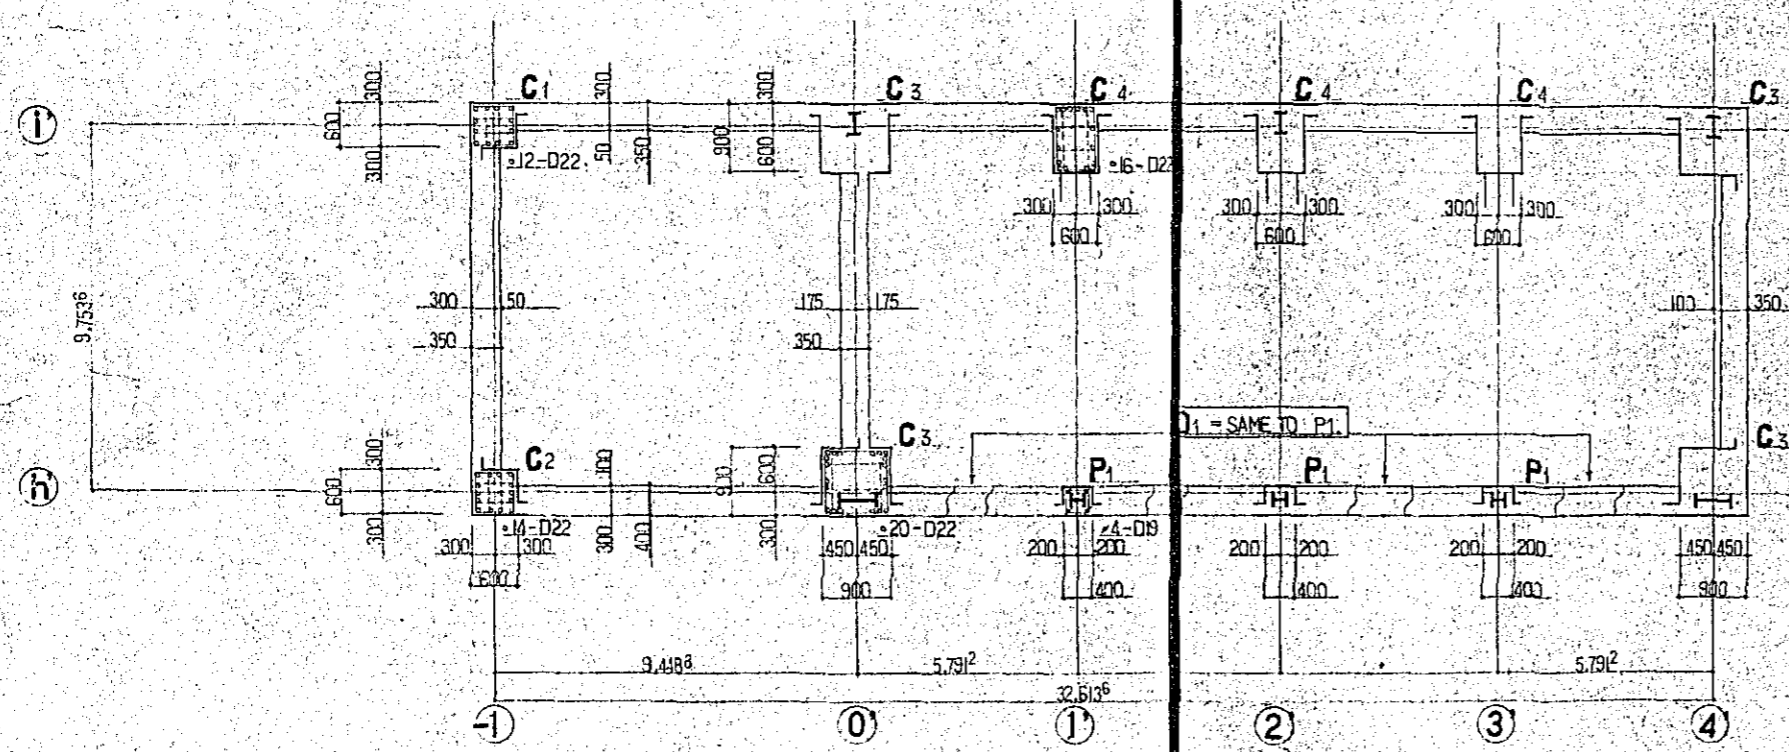 C1 C3 C4 C4 C4 C3
i'
600 300 300
300 50 350
900 300 600
12-D22
16-D22
300 300 600
300 300 600
300 300 600
9.753⁶
300 50
350
175 175
350
100 350
D1 = SAME TO P1.
C2 C3 P1 P1 P1 C3
h'
600 300 300
100 300 400
900 600 300
14-D22
20-D22
4-D19
300 300 600
450 450 900
200 200 400
200 200 400
200 200 400
450 450 900
9.448⁸ 5.791² 5.791²
32.613⁶
-1 0' 1' 2' 3' 4'